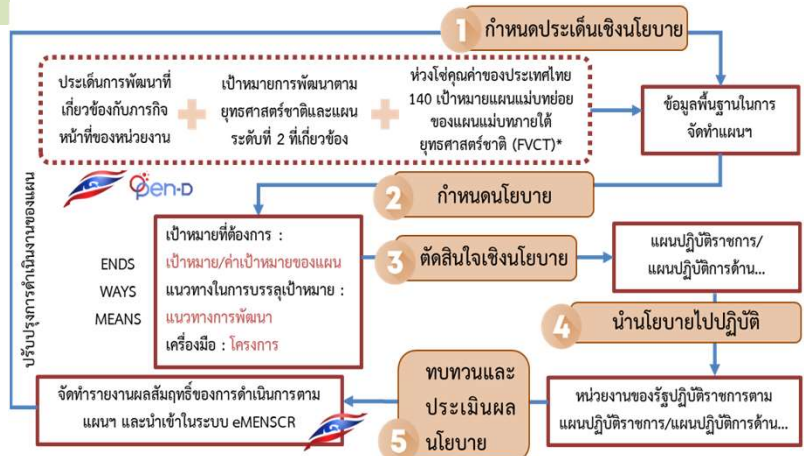 1 กำหนดประเด็นเชิงนโยบาย
ประเด็นการพัฒนาที่
เกี่ยวข้องกับภารกิจ
หน้าที่ของหน่วยงาน
เป้าหมายการพัฒนาตาม
ยุทธศาสตร์ชาติและแผน
ระดับที่ 2 ที่เกี่ยวข้อง
ห่วงโซ่คุณค่าของประเทศไทย
140 เป้าหมายแผนแม่บทย่อย
ของแผนแม่บทภายใต้
ยุทธศาสตร์ชาติ (FVCT)*
ข้อมูลพื้นฐานในการ
จัดทำแผนฯ
Open-D
2 กำหนดนโยบาย
ENDS
WAYS
MEANS
เป้าหมายที่ต้องการ :
เป้าหมาย/ค่าเป้าหมายของแผน
แนวทางในการบรรลุเป้าหมาย :
แนวทางการพัฒนา
เครื่องมือ : โครงการ
3 ตัดสินใจเชิงนโยบาย
แผนปฏิบัติราชการ/
แผนปฏิบัติการด้าน...
4 นำนโยบายไปปฏิบัติ
หน่วยงานของรัฐปฏิบัติราชการตาม
แผนปฏิบัติราชการ/แผนปฏิบัติการด้าน...
ทบทวนและ
ประเมินผล
5 นโยบาย
จัดทำรายงานผลสัมฤทธิ์ของการดำเนินการตาม
แผนฯ และนำเข้าในระบบ eMENSCR
ปรับปรุงการดำเนินงานของแผน